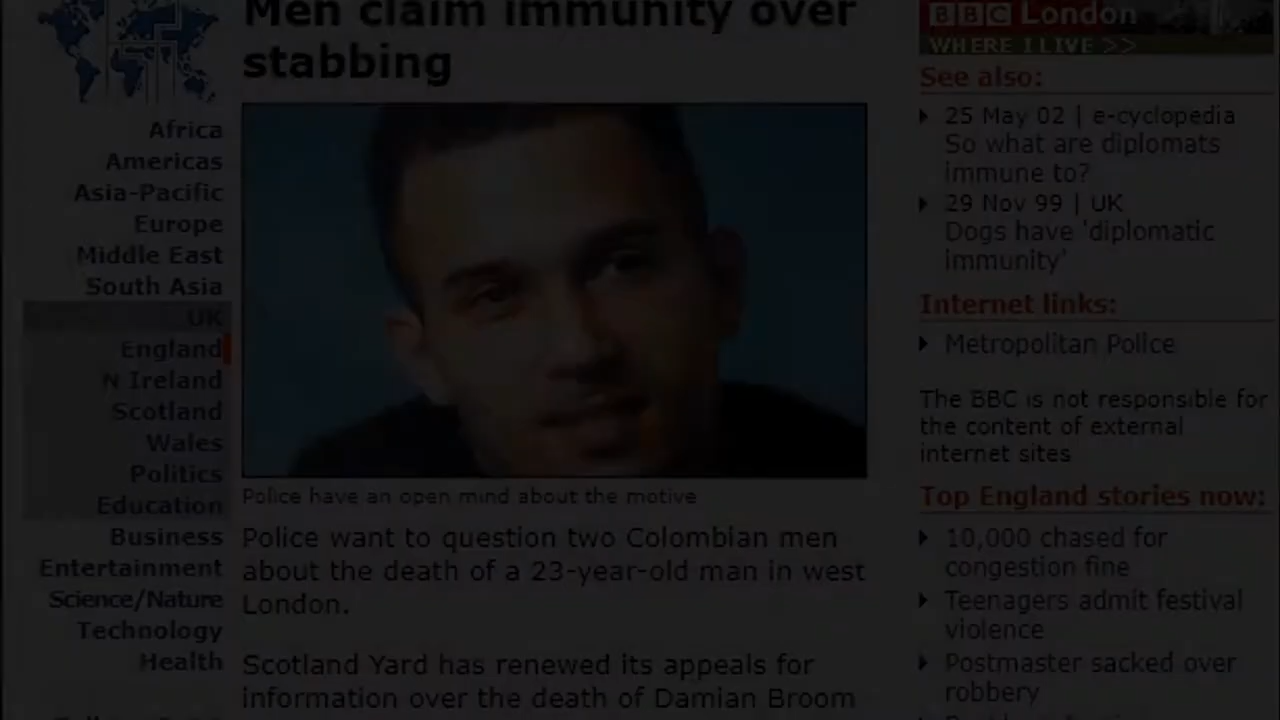 Men claim immunity over
stabbing
Africa
Americas
Asia-Pacific
Europe
Middle East
South Asia
UK
England
N Ireland
Scotland
Wales
Politics
Education
Business
Entertainment
Science/Nature
Technology
Health
Police have an open mind about the motive
Police want to question two Colombian men
about the death of a 23-year-old man in west
London.
Scotland Yard has renewed its appeals for
information over the death of Damian Broom
BBC London
WHERE I LIVE >>
See also:
25 May 02 | e-cyclopedia
So what are diplomats
immune to?
29 Nov 99 | UK
Dogs have 'diplomatic
immunity'
Internet links:
Metropolitan Police
The BBC is not responsible for
the content of external
internet sites
Top England stories now:
10,000 chased for
congestion fine
Teenagers admit festival
violence
Postmaster sacked over
robbery